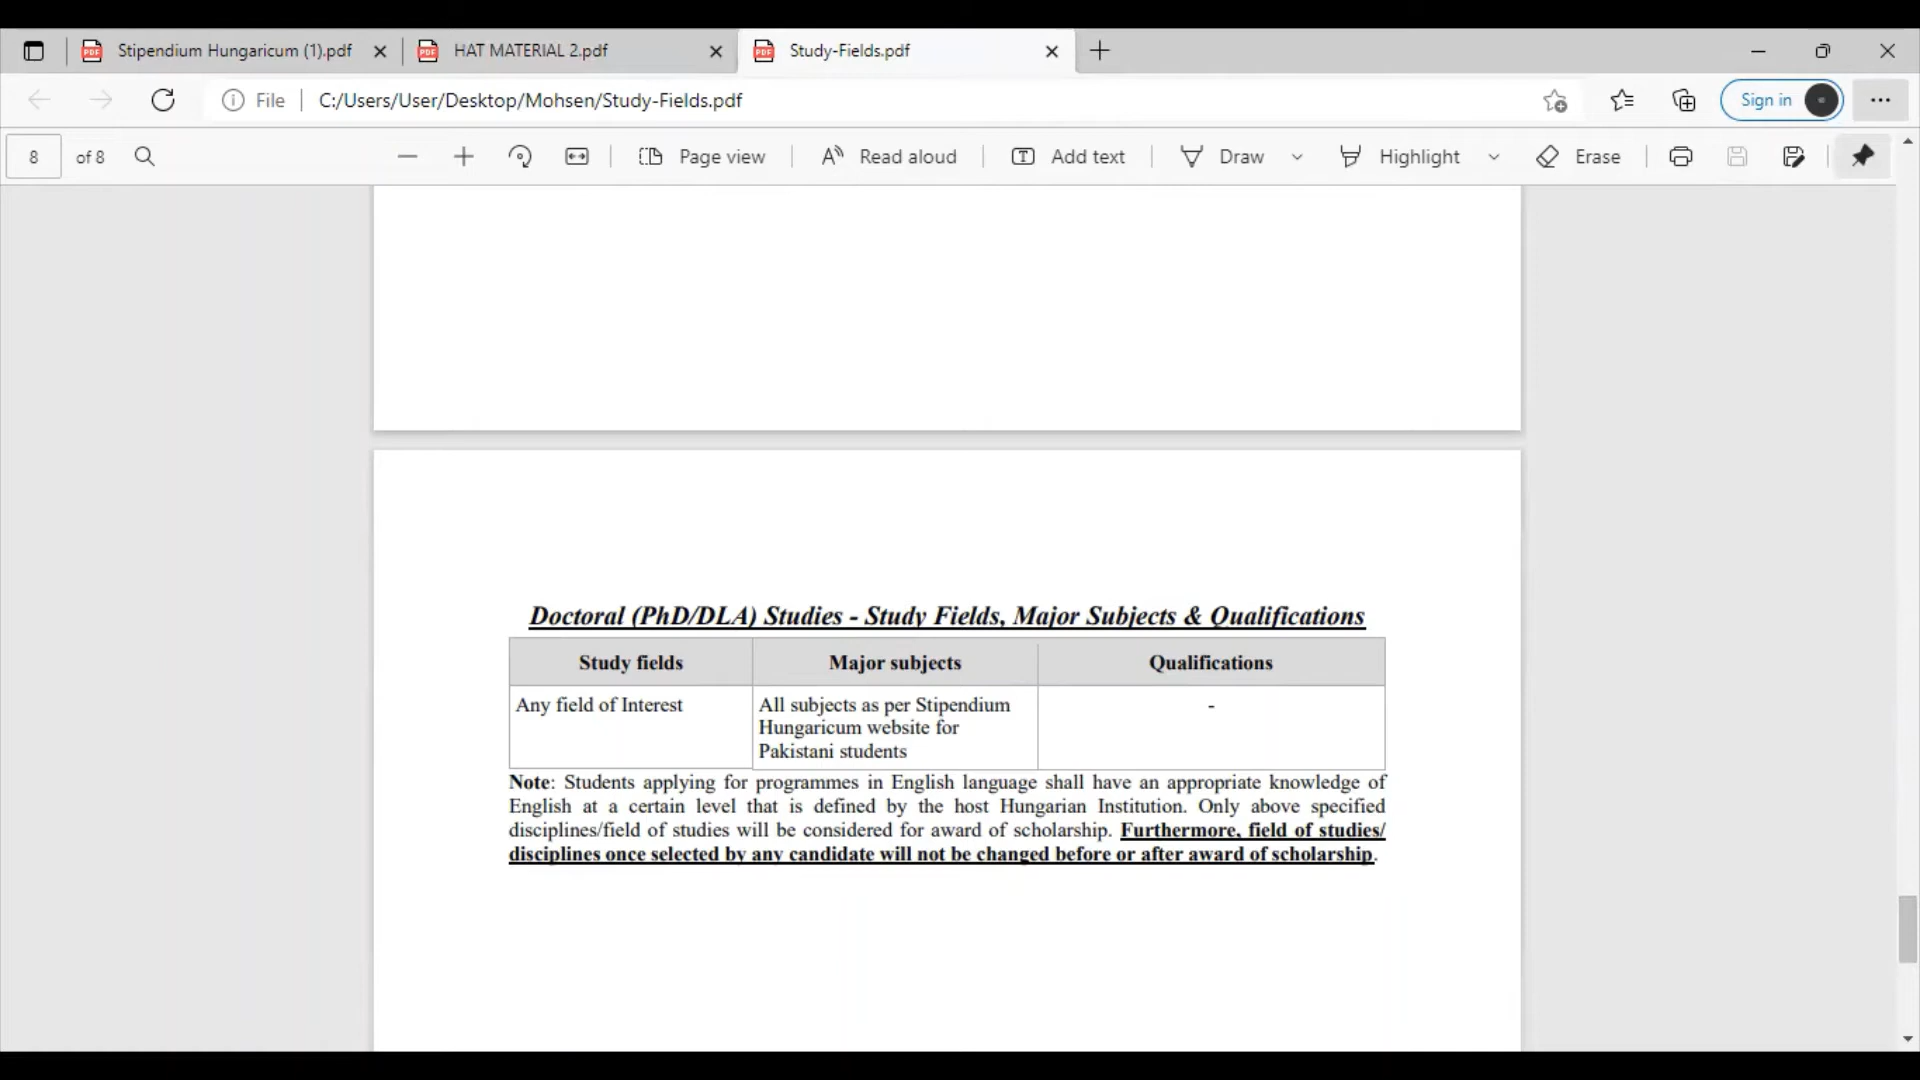 Stipendium Hungaricum (1).pdf
HAT MATERIAL 2.pdf
Study-Fields.pdf
File
C:/Users/User/Desktop/Mohsen/Study-Fields.pdf
Sign in
8
of 8
Page view
Read aloud
Add text
Draw
Highlight
Erase
Doctoral (PhD/DLA) Studies - Study Fields, Major Subjects & Qualifications
Study fields
Major subjects
Qualifications
Any field of Interest
All subjects as per Stipendium
Hungaricum website for
Pakistani students
-
Note: Students applying for programmes in English language shall have an appropriate knowledge of
English at a certain level that is defined by the host Hungarian Institution. Only above specified
disciplines/field of studies will be considered for award of scholarship. Furthermore, field of studies/
disciplines once selected by any candidate will not be changed before or after award of scholarship.